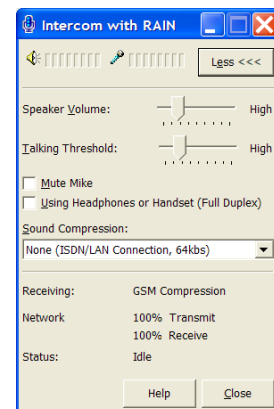 Intercom with RAIN
Less <<<
Speaker Volume: High
Talking Threshold: High
Mute Mike
Using Headphones or Handset (Full Duplex)
Sound Compression:
None (ISDN/LAN Connection, 64kbs)
Receiving: GSM Compression
Network 100% Transmit
100% Receive
Status: Idle
Help Close